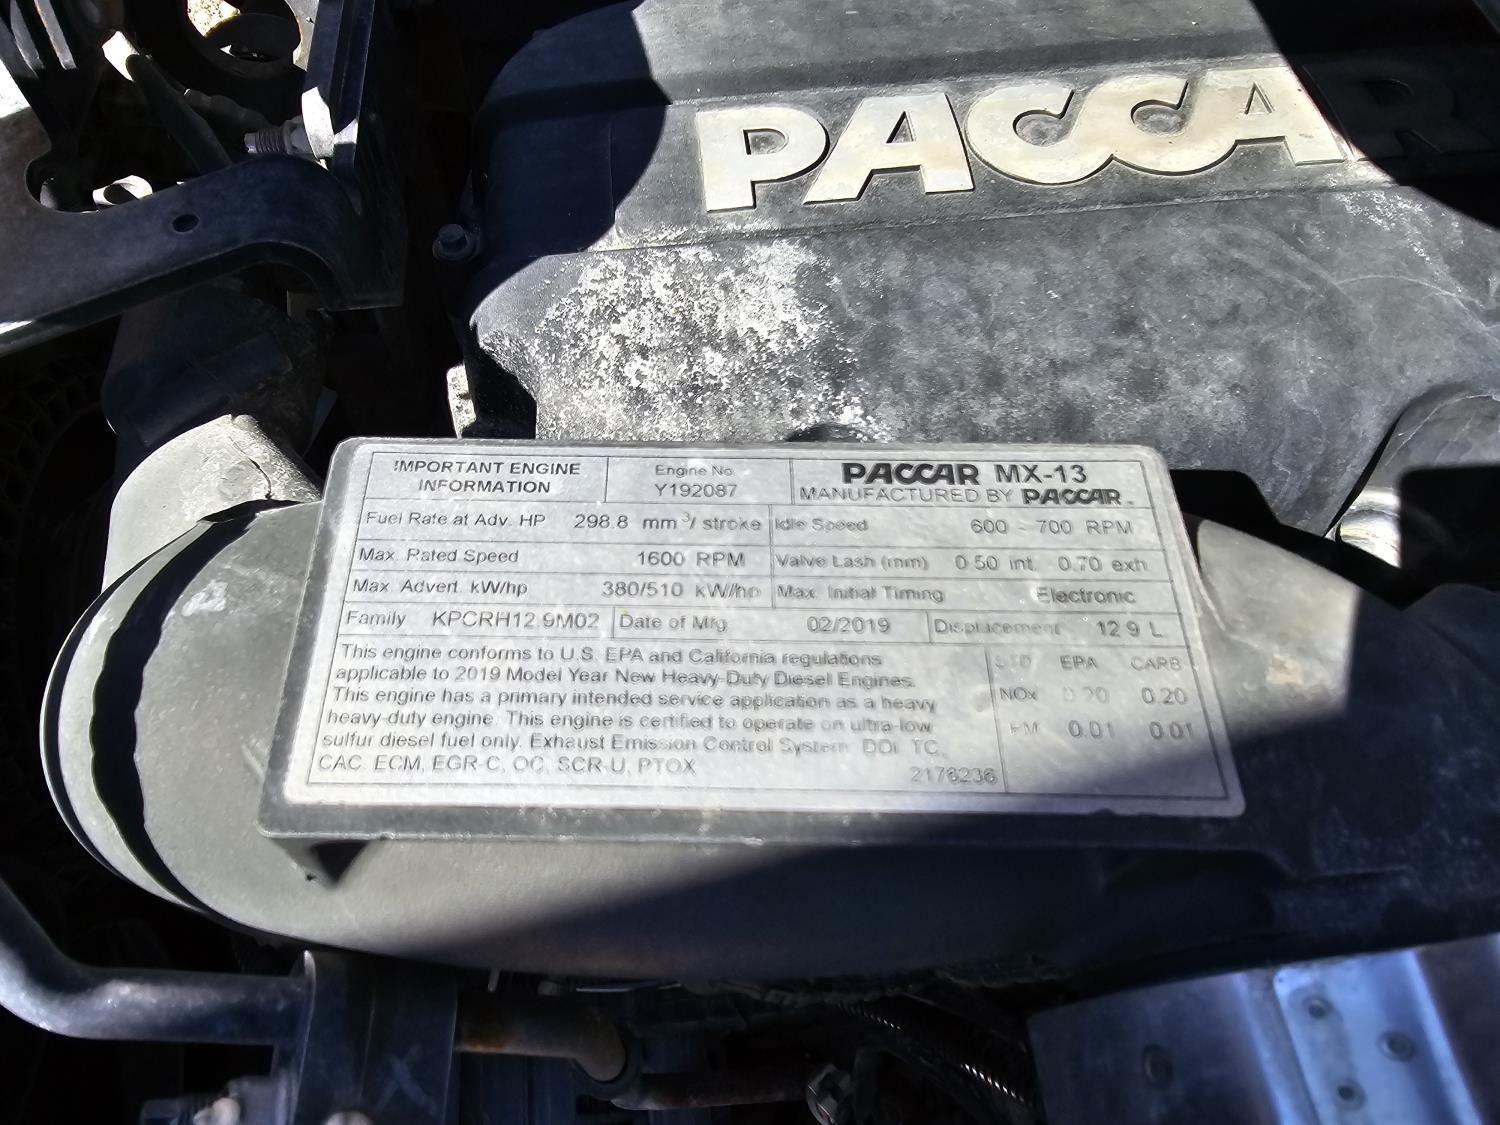 PACCAR
IMPORTANT ENGINE
INFORMATION
Engine No.
Y192087
PACCAR MX-13
MANUFACTURED BY PACCAR
Fuel Rate at Adv. HP 298.8 mm³/ stroke
Idle Speed 600 - 700 RPM
Max. Rated Speed 1600 RPM
Valve Lash (mm) 0.50 int. 0.70 exh.
Max. Advert. kW/hp 380/510 kW/hp
Max. Initial Timing Electronic
Family KPCRH12.9M02
Date of Mfg 02/2019
Displacement 12.9 L
This engine conforms to U.S. EPA and California regulations
applicable to 2019 Model Year New Heavy-Duty Diesel Engines.
This engine has a primary intended service application as a heavy
heavy-duty engine. This engine is certified to operate on ultra-low
sulfur diesel fuel only. Exhaust Emission Control System: DDI, TC,
CAC, ECM, EGR-C, OC, SCR-U, PTOX
2176236
STD EPA CARB
NOx 0.20 0.20
PM 0.01 0.01